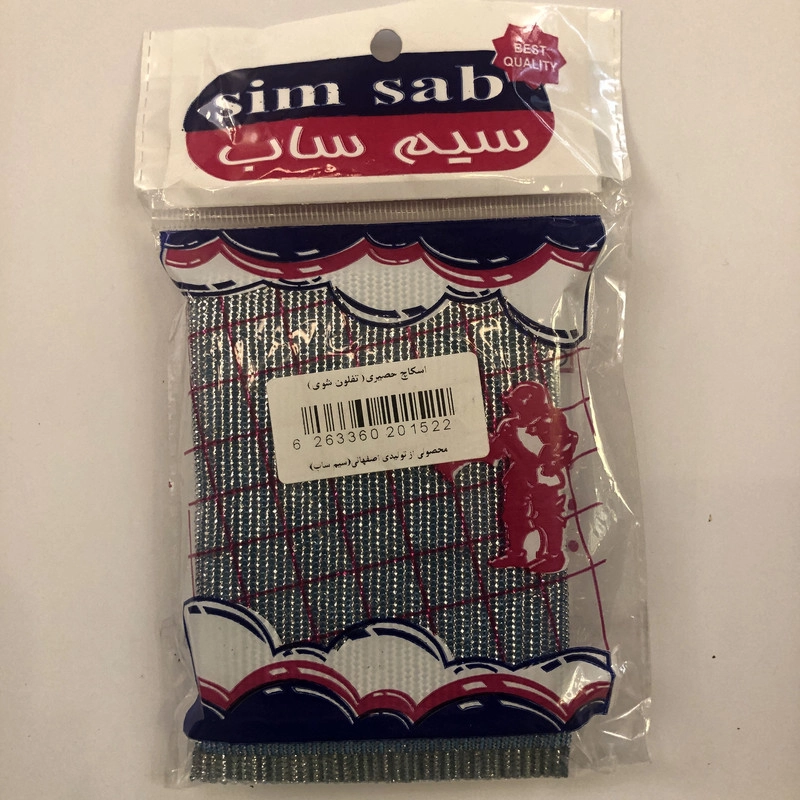 BEST
QUALITY
sim sab
سیم ساب
اسکاچ حصیری( تفلون شوی)
6 263360 201522
محصولی از تولیدی اصفهانی(سیم ساب)